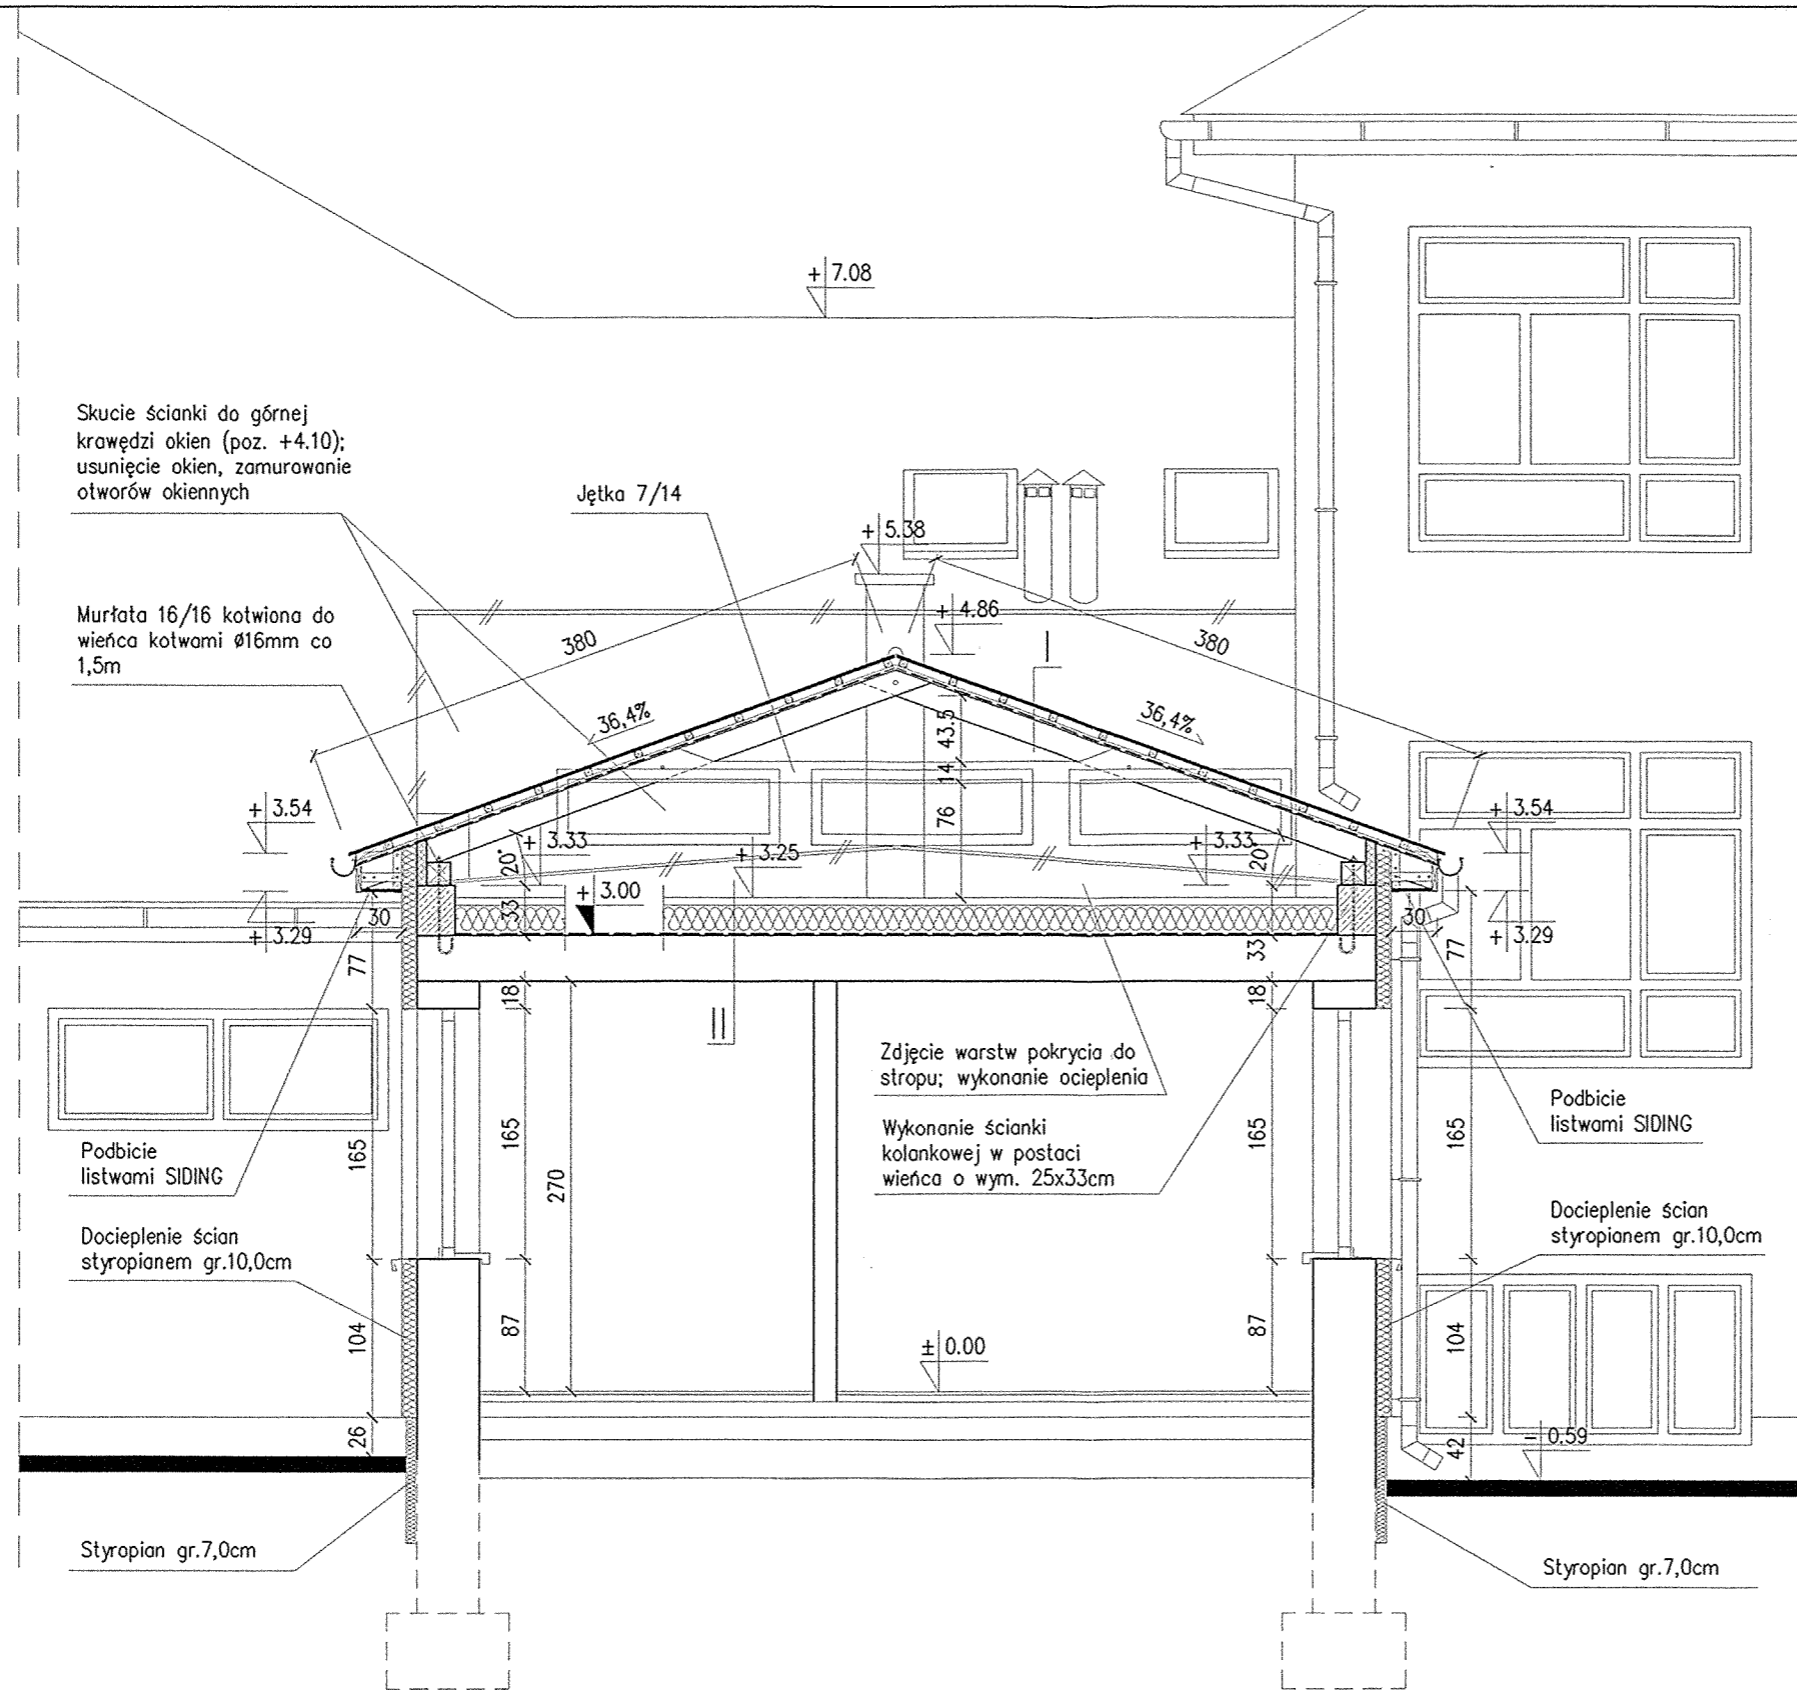 + 7.08
Skucie ścianki do górnej
krawędzi okien (poz. +4.10);
usunięcie okien, zamurowanie
otworów okiennych
Jętka 7/14
+ 5.38
Murłata 16/16 kotwiona do
wieńca kotwami ø16mm co
1,5m
+ 4.86
380
380
I
36,4%
36,4%
43.5
14
76
+ 3.54
+ 3.54
+ 3.33
+ 3.25
+ 3.33
20°
20°
+ 3.00
33
30
30
+ 3.29
+ 3.29
77
33
77
18
18
II
Zdjęcie warstw pokrycia do
stropu; wykonanie ocieplenia
Wykonanie ścianki
kolankowej w postaci
wieńca o wym. 25x33cm
Podbicie
listwami SIDING
Podbicie
listwami SIDING
165
165
270
165
165
Docieplenie ścian
styropianem gr.10,0cm
Docieplenie ścian
styropianem gr.10,0cm
104
87
± 0.00
87
104
26
42
- 0.59
Styropian gr.7,0cm
Styropian gr.7,0cm